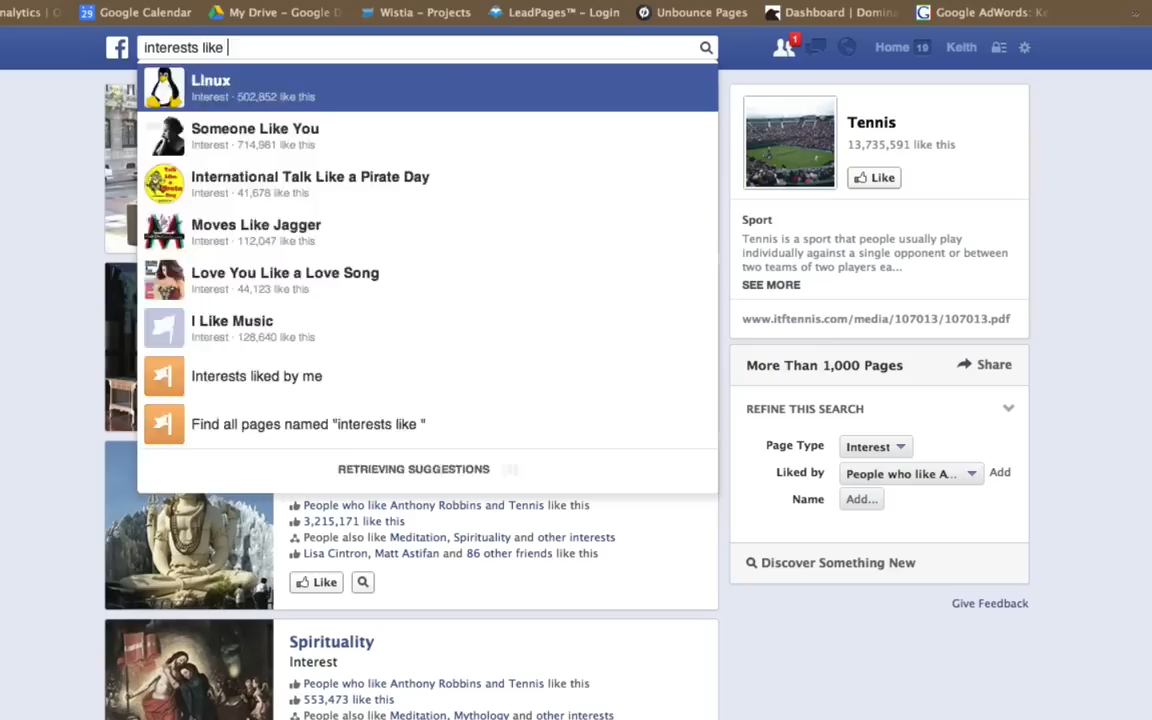 nalytics | O
29 Google Calendar
My Drive – Google D
Wistia – Projects
LeadPages™ – Login
Unbounce Pages
Dashboard | Domina
Google AdWords: Ke
»
interests like
1
Home 19
Keith
Linux
Interest · 502,852 like this
Someone Like You
Interest · 714,981 like this
International Talk Like a Pirate Day
Interest · 41,678 like this
Moves Like Jagger
Interest · 112,047 like this
Love You Like a Love Song
Interest · 44,123 like this
I Like Music
Interest · 128,640 like this
Interests liked by me
Find all pages named "interests like "
RETRIEVING SUGGESTIONS
People who like Anthony Robbins and Tennis like this
3,215,171 like this
People also like Meditation, Spirituality and other interests
Lisa Cintron, Matt Astifan and 86 other friends like this
Like
Spirituality
Interest
People who like Anthony Robbins and Tennis like this
553,473 like this
People also like Meditation, Mythology and other interests
Tennis
13,735,591 like this
Like
Sport
Tennis is a sport that people usually play
individually against a single opponent or between
two teams of two players ea...
SEE MORE
www.itftennis.com/media/107013/107013.pdf
More Than 1,000 Pages
Share
REFINE THIS SEARCH
Page Type Interest
Liked by People who like A... Add
Name Add...
Discover Something New
Give Feedback